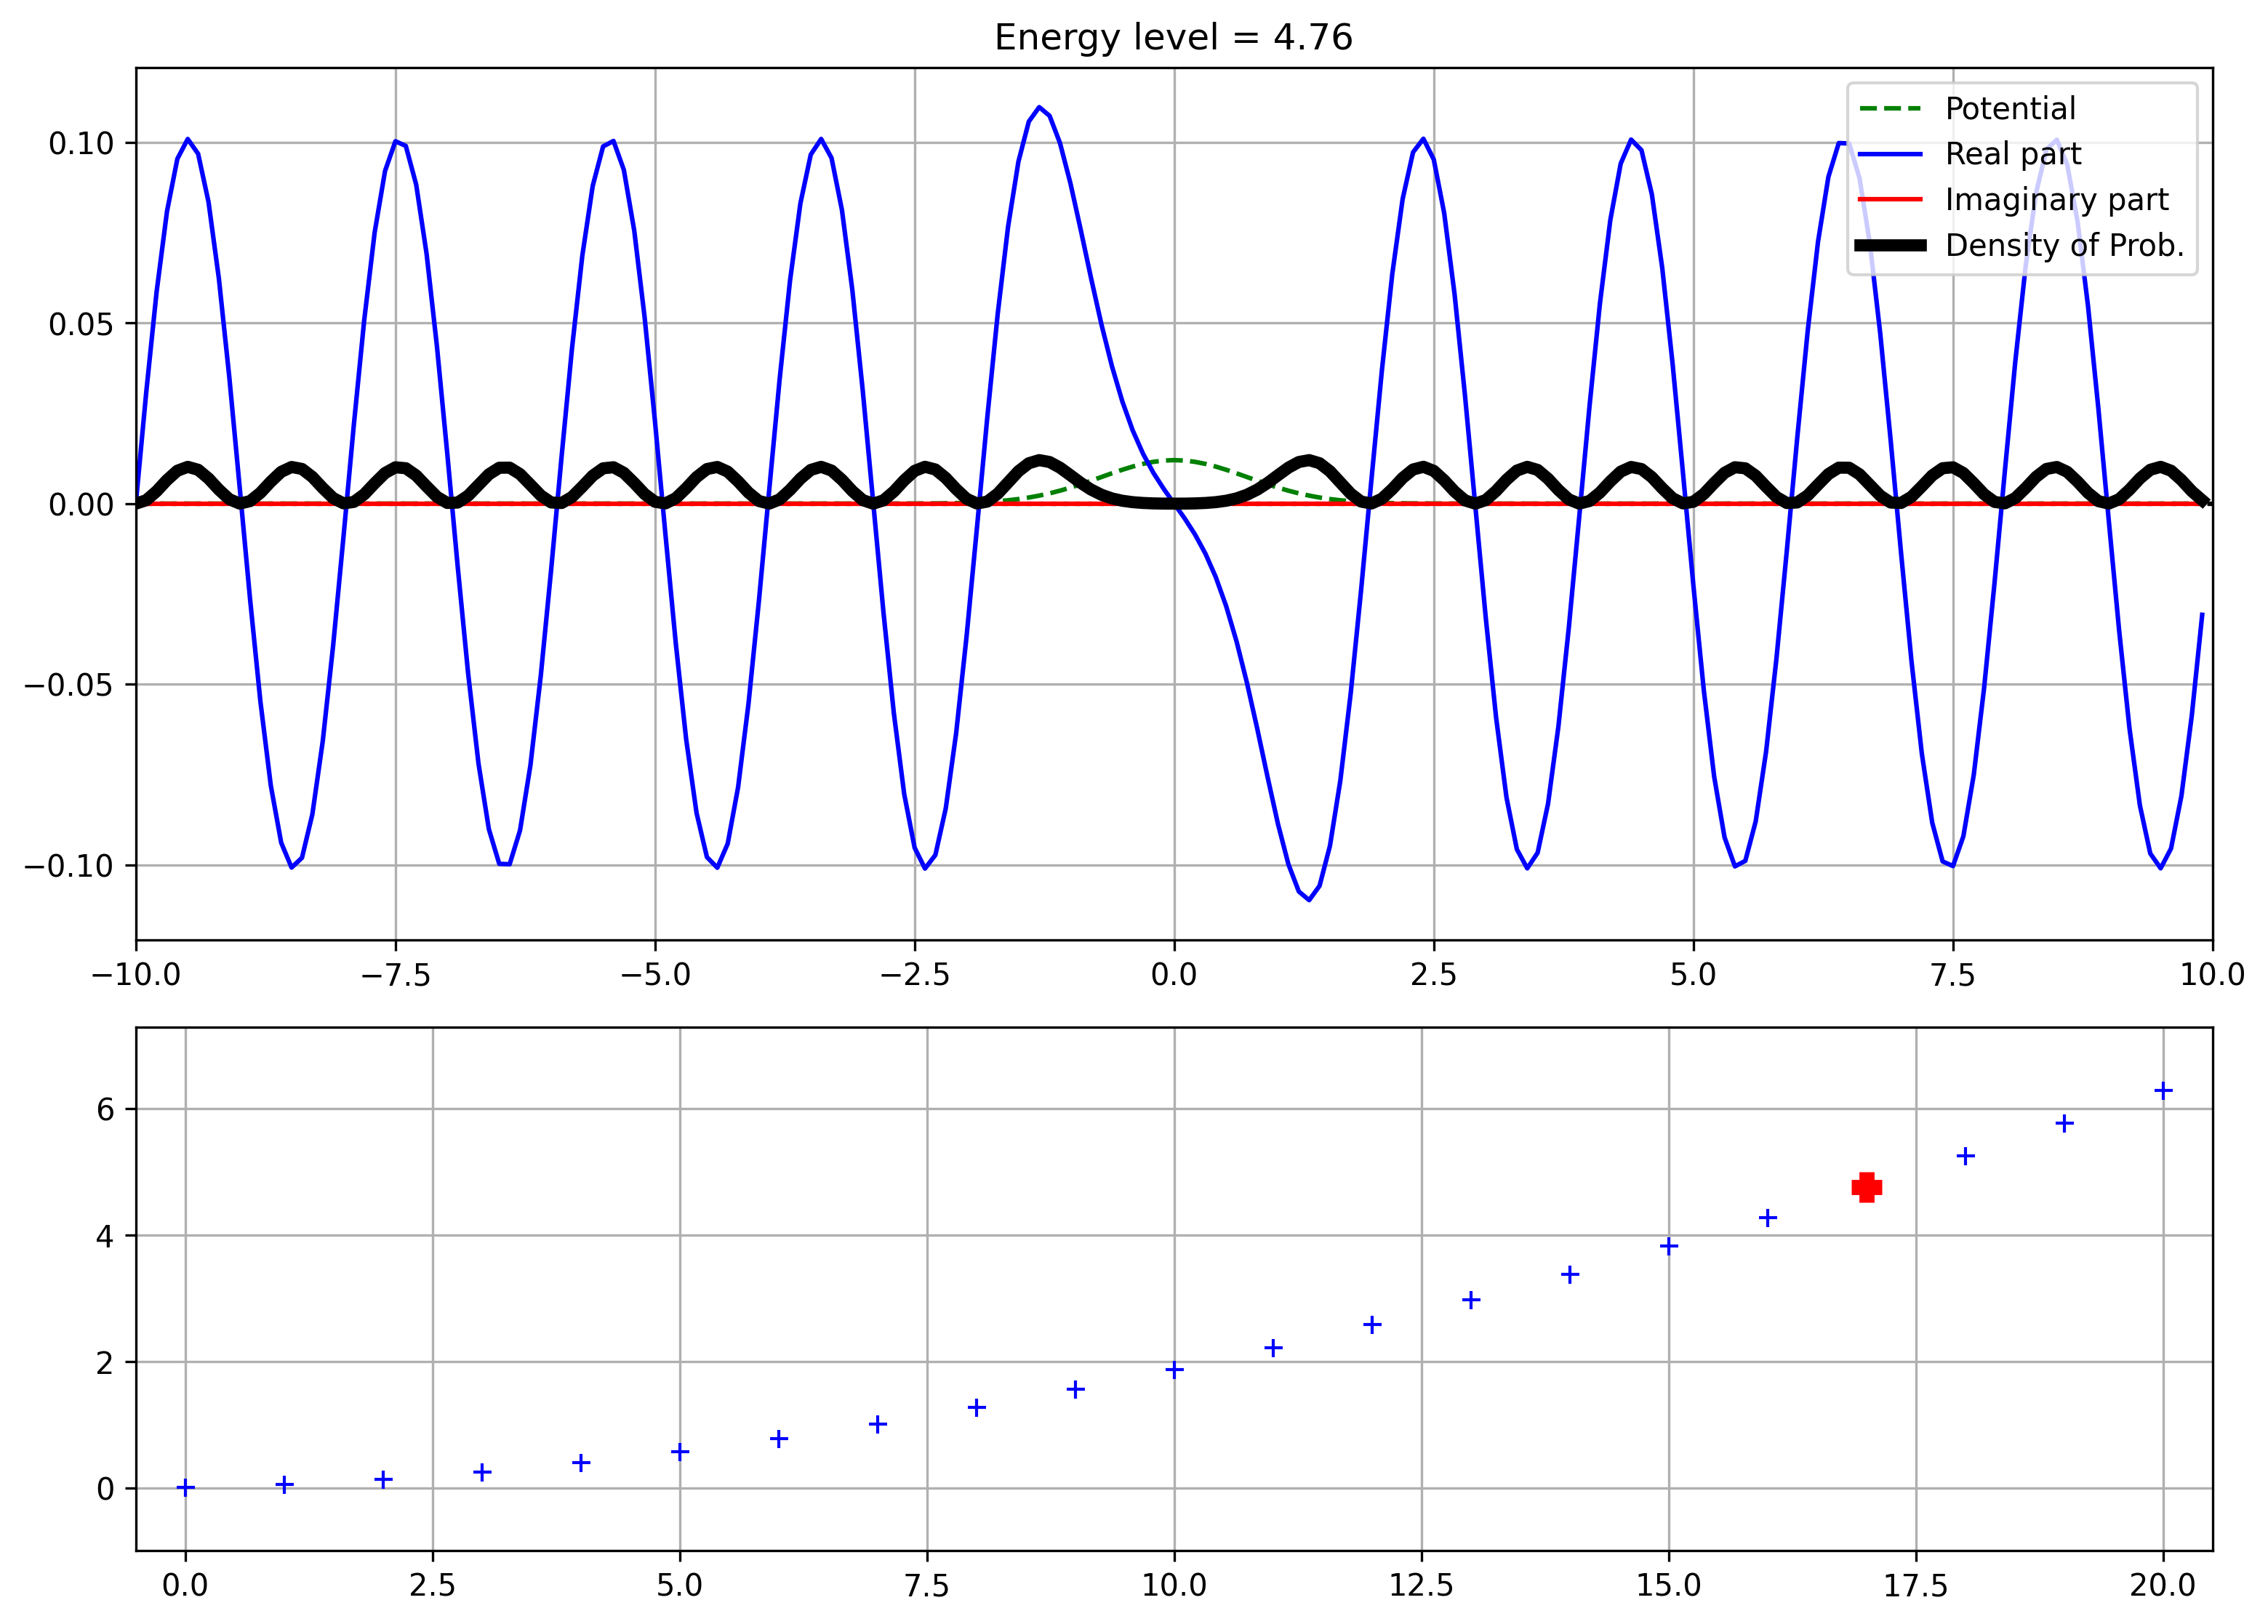 Energy level = 4.76
Potential
Real part
Imaginary part
Density of Prob.
0.10
0.05
0.00
−0.05
−0.10
−10.0 −7.5 −5.0 −2.5 0.0 2.5 5.0 7.5 10.0
6
4
2
0
0.0 2.5 5.0 7.5 10.0 12.5 15.0 17.5 20.0